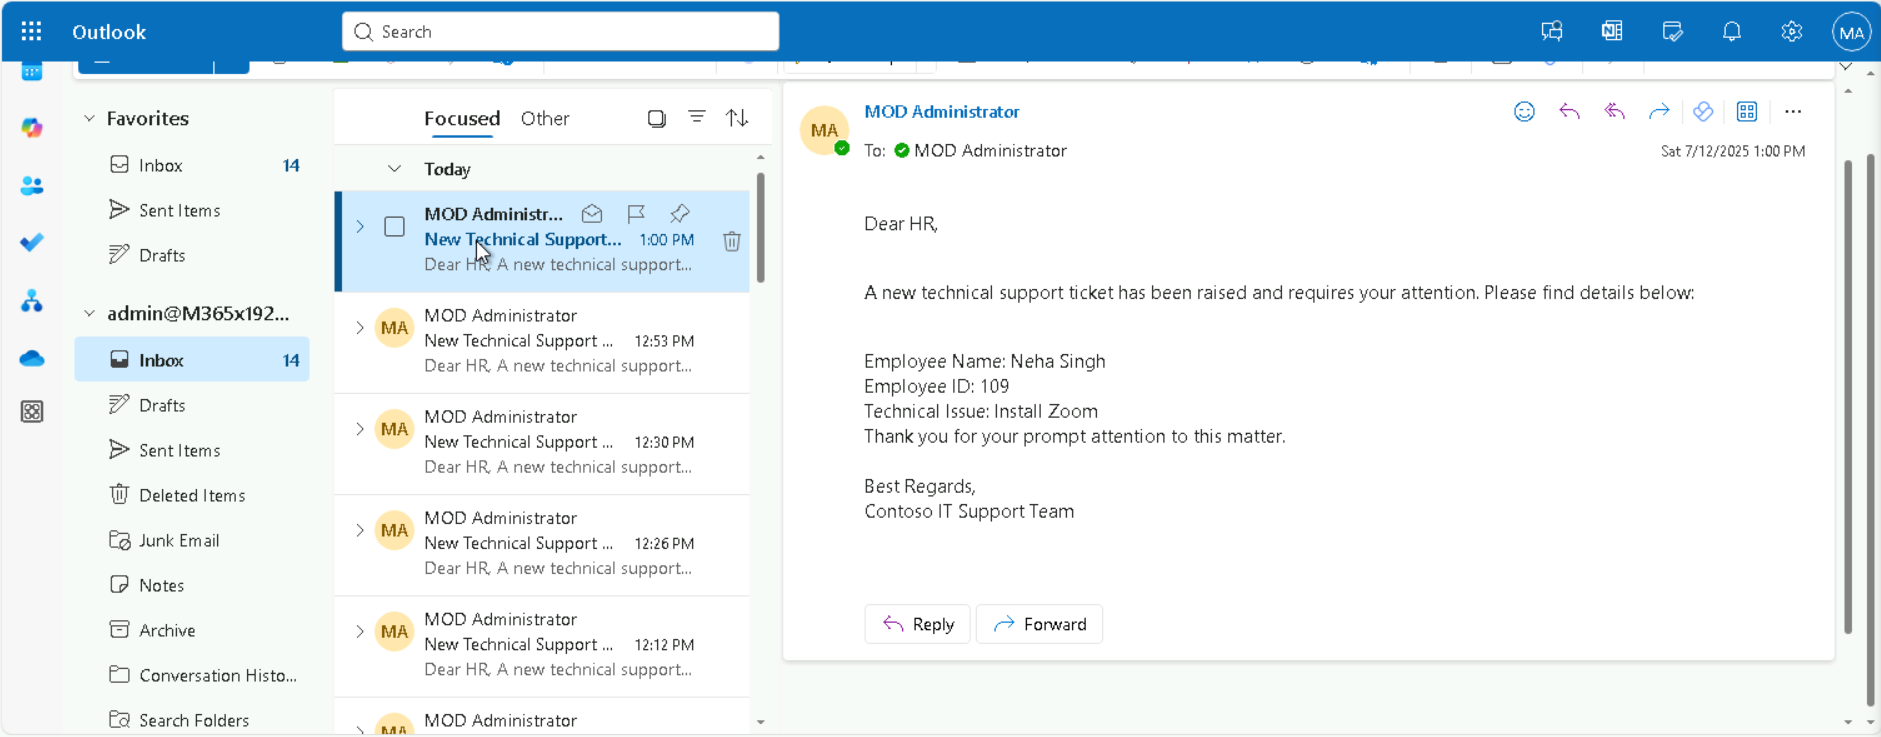 Outlook
Search
MA
Favorites
Inbox 14
Sent Items
Drafts
admin@M365x192...
Inbox 14
Drafts
Sent Items
Deleted Items
Junk Email
Notes
Archive
Conversation Histo...
Search Folders
Focused Other
Today
MOD Administr...
New Technical Support... 1:00 PM
Dear HR, A new technical support...
MA
MOD Administrator
New Technical Support ... 12:53 PM
Dear HR, A new technical support...
MA
MOD Administrator
New Technical Support ... 12:30 PM
Dear HR, A new technical support...
MA
MOD Administrator
New Technical Support ... 12:26 PM
Dear HR, A new technical support...
MA
MOD Administrator
New Technical Support ... 12:12 PM
Dear HR, A new technical support...
MA
MOD Administrator
MA
MOD Administrator
To: MOD Administrator
Sat 7/12/2025 1:00 PM
Dear HR,
A new technical support ticket has been raised and requires your attention. Please find details below:
Employee Name: Neha Singh
Employee ID: 109
Technical Issue: Install Zoom
Thank you for your prompt attention to this matter.
Best Regards,
Contoso IT Support Team
Reply
Forward